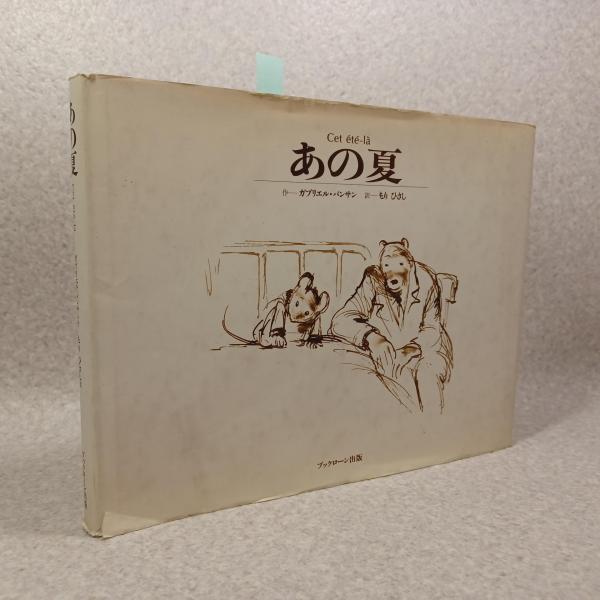 Cet été-là
あの夏
作──ガブリエル・バンサン 訳──もり ひさし
ブックローン出版
あの夏